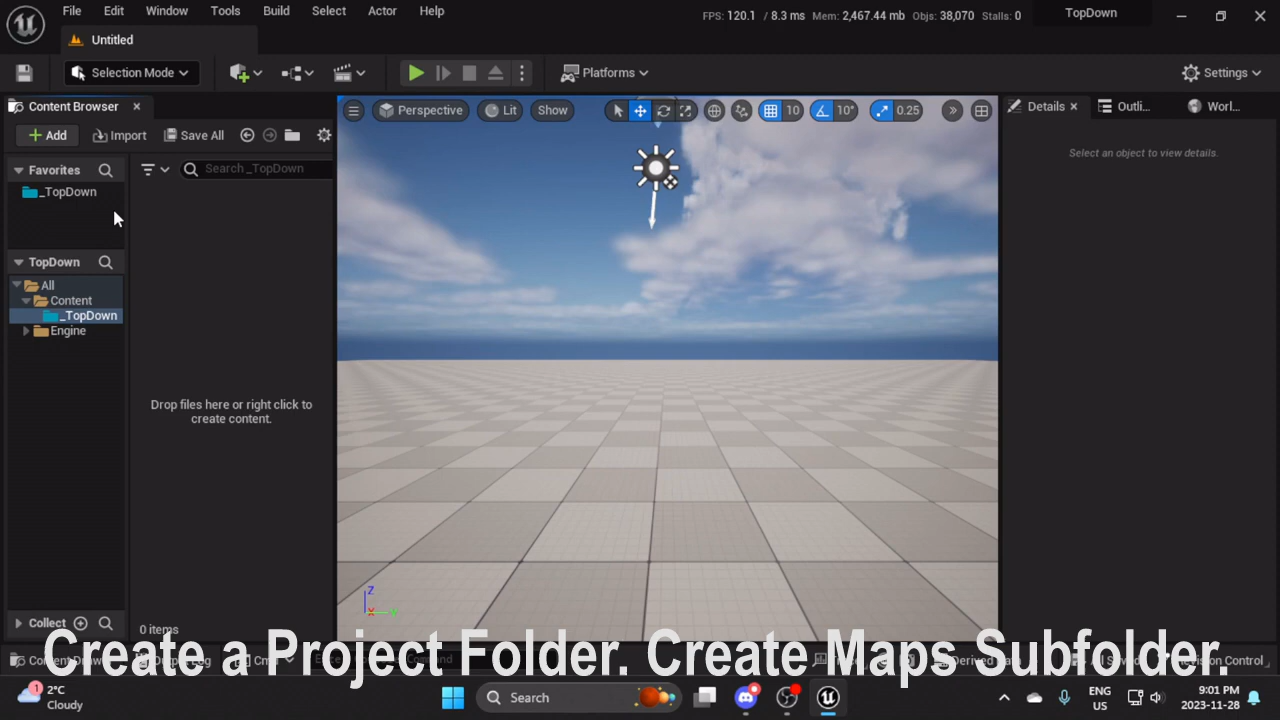 File Edit Window Tools Build Select Actor Help
FPS: 120.1 / 8.3 ms Mem: 2,467.44 mb Objs: 38,070 Stalls: 0
TopDown
Untitled
Selection Mode
Platforms
Settings
Content Browser
Perspective Lit Show
10 10° 0.25
Details Outli... Worl...
Add Import Save All
Select an object to view details.
Favorites
Search _TopDown
_TopDown
TopDown
All
Content
_TopDown
Engine
Drop files here or right click to
create content.
Z
X Y
Collect
0 items
Create a Project Folder. Create Maps Subfolder.
1
2°C
Cloudy
Search
ENG
US
9:01 PM
2023-11-28